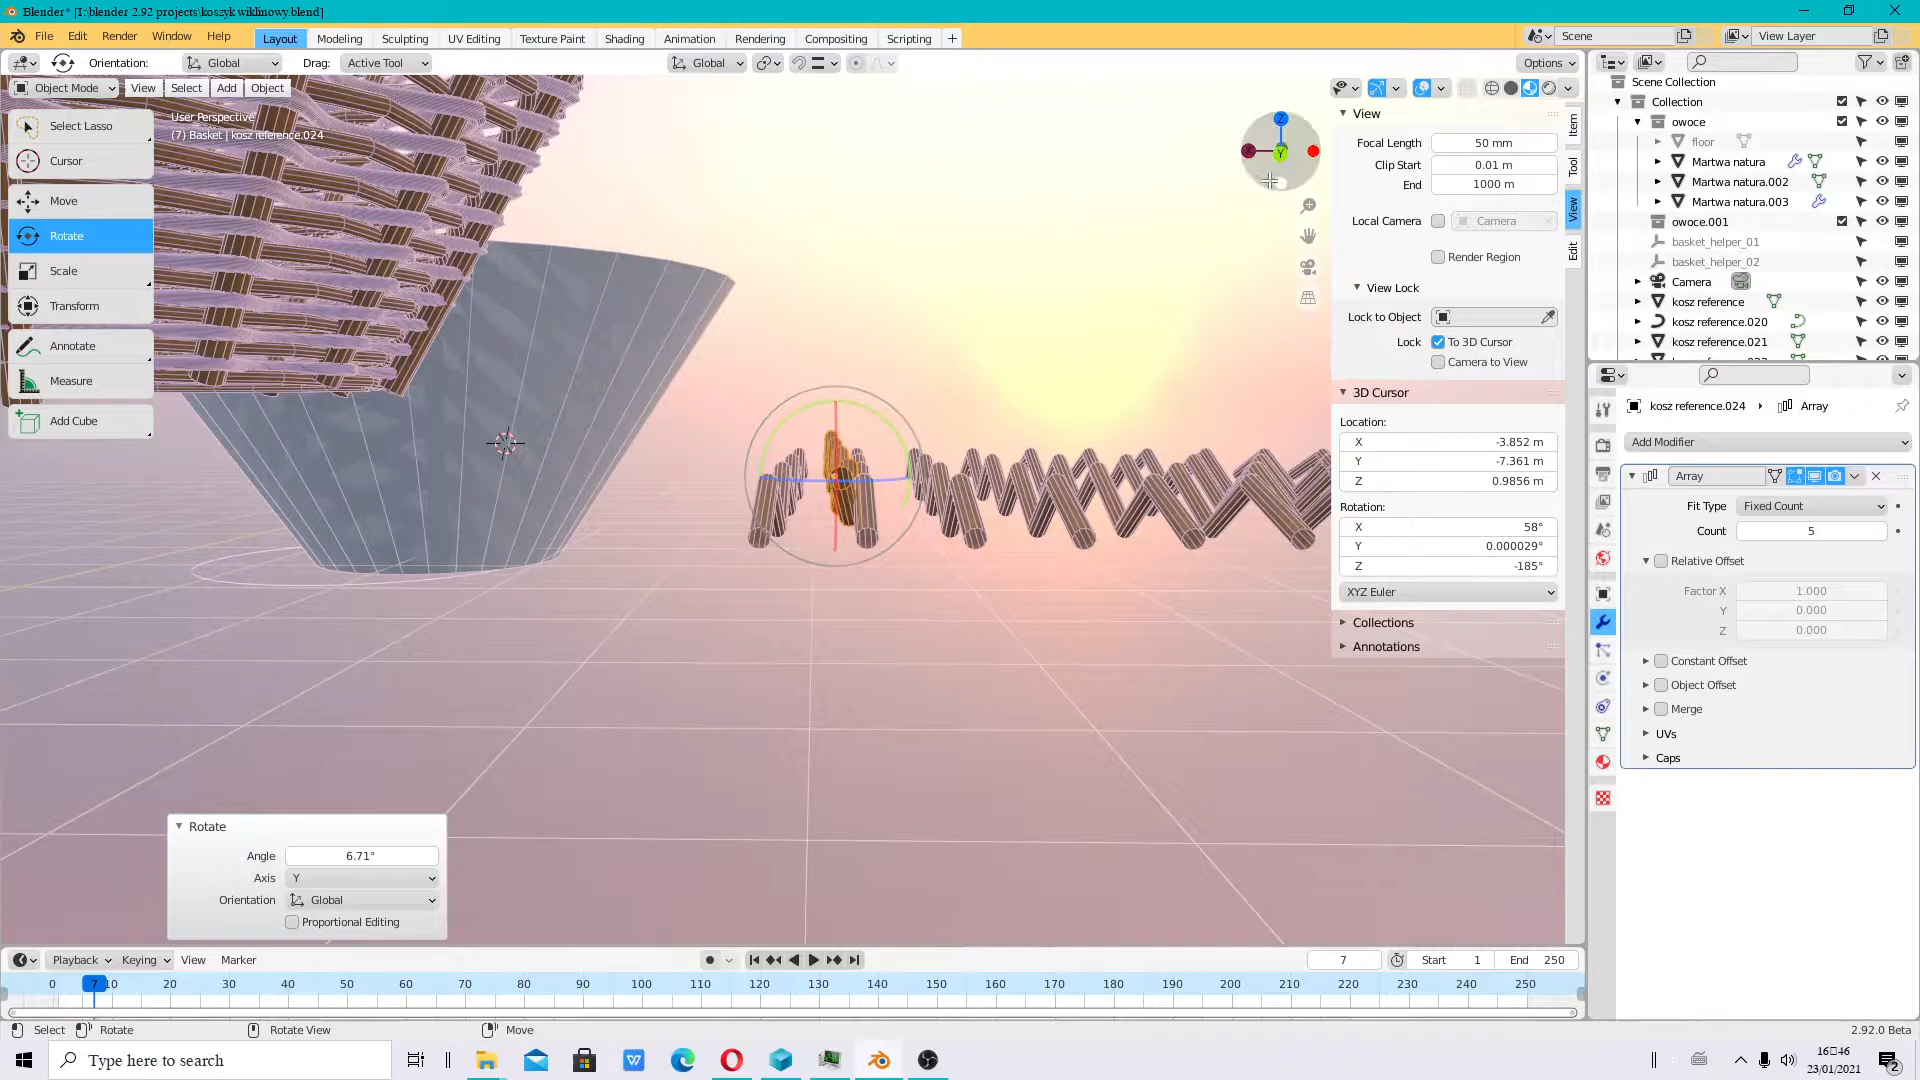 Blender* [I:\blender 2.92 projects\koszyk wiklinowy.blend]
File Edit Render Window Help Layout Modeling Sculpting UV Editing Texture Paint Shading Animation Rendering Compositing Scripting + Scene View Layer
Orientation: Global Drag: Active Tool Global Options
Object Mode View Select Add Object
User Perspective
(7) Basket | kosz reference.024
Select Lasso
Cursor
Move
Rotate
Scale
Transform
Annotate
Measure
Add Cube
Z
X
Y
View
Focal Length 50 mm
Clip Start 0.01 m
End 1000 m
Local Camera Camera
Render Region
View Lock
Lock to Object
Lock To 3D Cursor
Camera to View
3D Cursor
Location:
X -3.852 m
Y -7.361 m
Z 0.9856 m
Rotation:
X 58°
Y 0.000029°
Z -185°
XYZ Euler
Collections
Annotations
Item
Tool
View
Edit
Scene Collection
Collection
owoce
floor
Martwa natura
Martwa natura.002
Martwa natura.003
owoce.001
basket_helper_01
basket_helper_02
Camera
kosz reference
kosz reference.020
kosz reference.021
kosz reference.024 Array
Add Modifier
Array
Fit Type Fixed Count
Count 5
Relative Offset
Factor X 1.000
Y 0.000
Z 0.000
Constant Offset
Object Offset
Merge
UVs
Caps
Rotate
Angle 6.71°
Axis Y
Orientation Global
Proportional Editing
Playback Keying View Marker 7 Start 1 End 250
0 7 10 20 30 40 50 60 70 80 90 100 110 120 130 140 150 160 170 180 190 200 210 220 230 240 250
Select Rotate Rotate View Move 2.92.0 Beta
Type here to search
16 46
23/01/2021
2